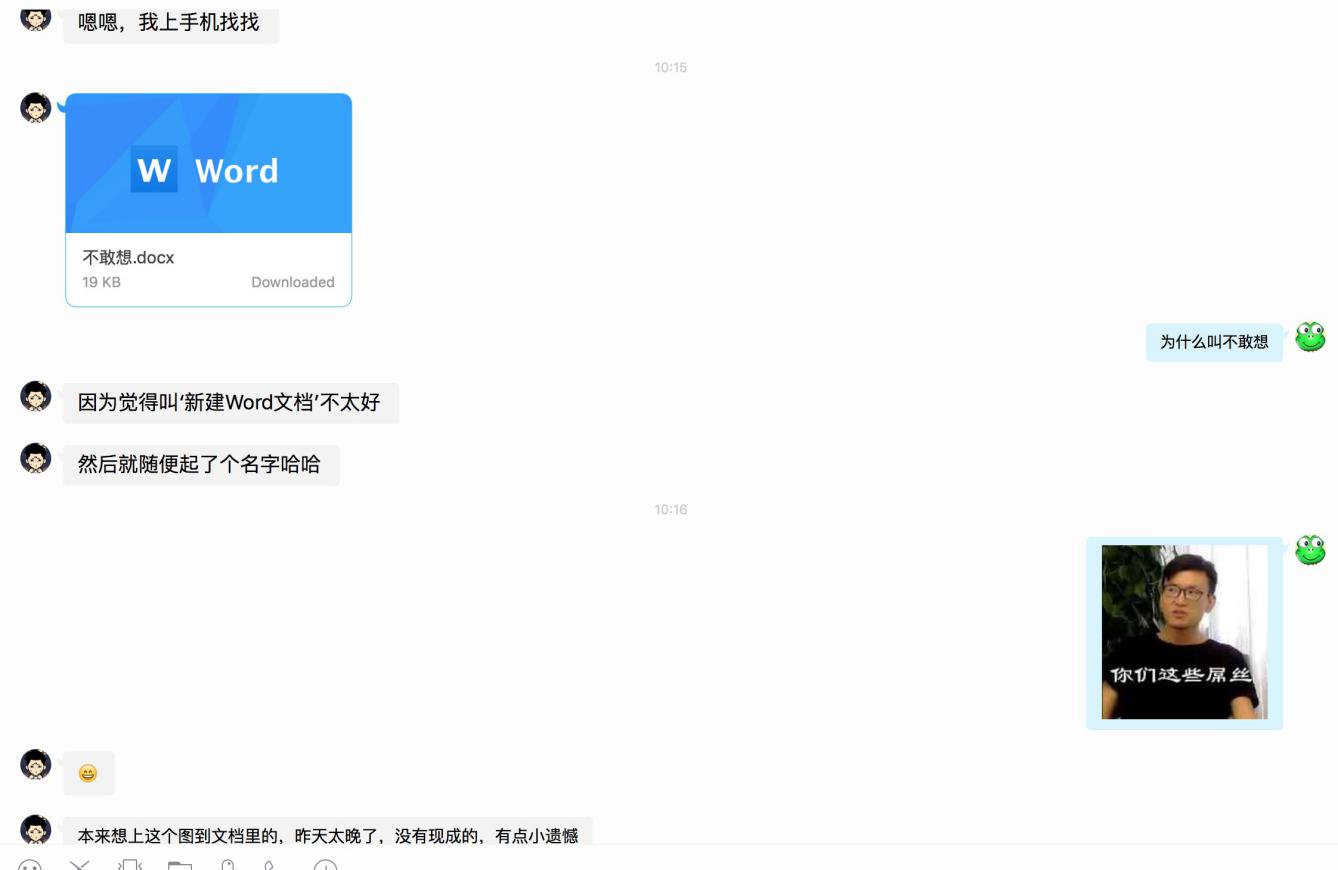 嗯嗯，我上手机找找
10:15
W Word
不敢想.docx
19 KB Downloaded
为什么叫不敢想
因为觉得叫‘新建Word文档’不太好
然后就随便起了个名字哈哈
10:16
你们这些屌丝
本来想上这个图到文档里的，昨天太晚了，没有现成的，有点小遗憾